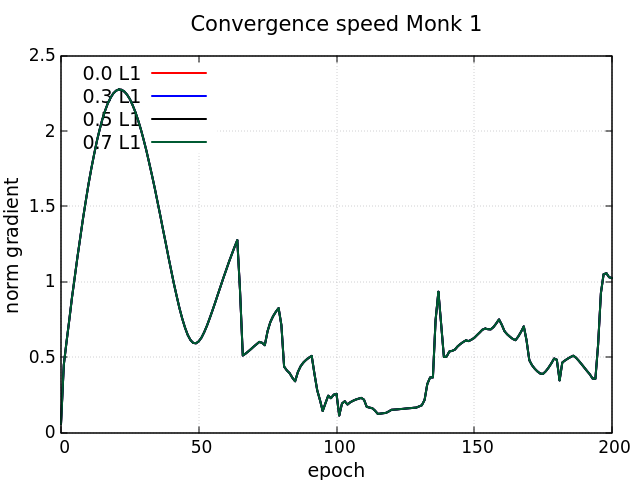 Convergence speed Monk 1
2.5
2
1.5
1
0.5
0
norm gradient
0.0 L1
0.3 L1
0.5 L1
0.7 L1
0 50 100 150 200
epoch